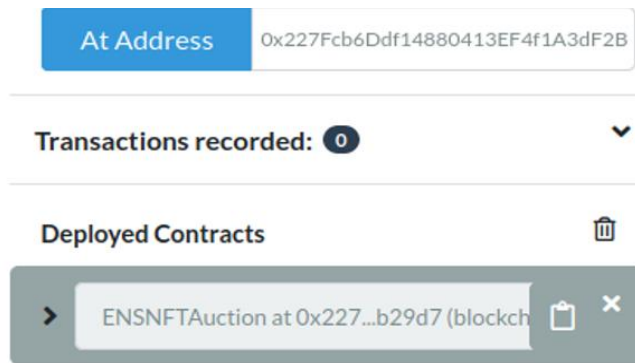 At Address 0x227Fcb6Ddf14880413EF4f1A3dF2B
Transactions recorded: 0
Deployed Contracts
ENSNFTAuction at 0x227...b29d7 (blockch